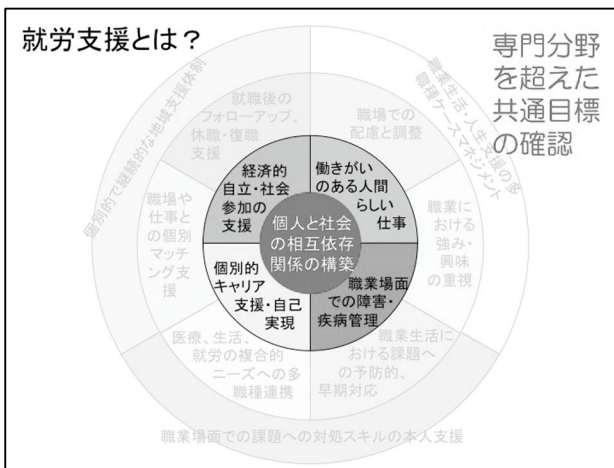 就労支援とは？
専門分野
を超えた
共通目標
の確認
個別的で継続的な地域支援体制
職業生活・人生支援の多
職種ケースマネジメント
就職後の
フォローアップ、
休職・復職
支援
職場での
配慮と調整
経済的
自立・社会
参加の
支援
働きがい
のある人間
らしい
仕事
職場や
仕事と
の個別
マッチ
ング支
援
個人と社会
の相互依存
関係の構築
職業に
おける
強み・
興味
の重視
個別的
キャリア
支援・自己
実現
職業場面
での障害・
疾病管理
医療、生活、
就労の複合的
ニーズへの多
職種連携
職業生活に
おける課題へ
の予防的、
早期対応
職業場面での課題への対処スキルの本人支援